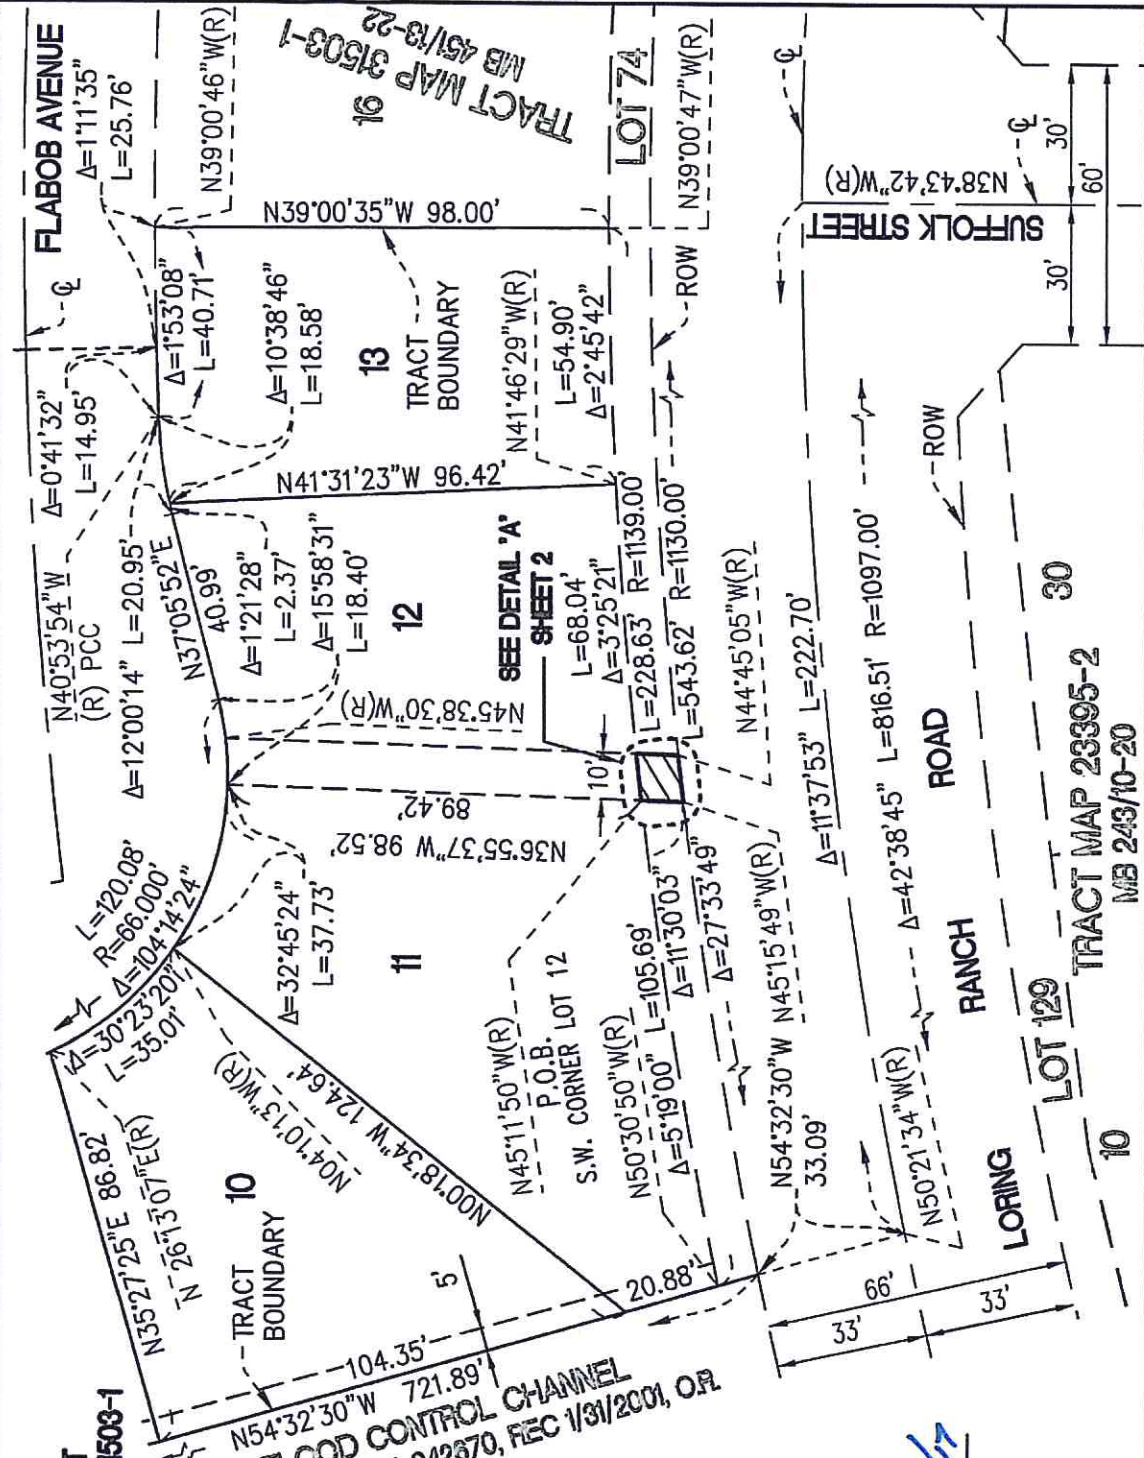 FLABOB AVENUE
Δ=1°11'35"
L=25.76'
N39°00'46"W(R)
TRACT MAP 31503-1
MB 451/13-22
16
LOT 74
N39°00'47"W(R)
℄
℄
N38°43'42"W(R)
SUFFOLK STREET
30'
30'
60'
℄
N39°00'35"W 98.00'
Δ=1°53'08"
L=40.71'
Δ=10°38'46"
L=18.58'
13
TRACT
BOUNDARY
N41°46'29"W(R)
L=54.90'
Δ=2°45'42"
ROW
Δ=0°41'32"
L=14.95'
N40°53'54"W
(R) PCC
Δ=12°00'14" L=20.95'
N37°05'52"E
40.99'
Δ=1°21'28"
L=2.37'
Δ=15°58'31"
L=18.40'
N41°31'23"W 96.42'
12
SEE DETAIL 'A'
SHEET 2
L=68.04'
Δ=3°25'21"
L=228.63' R=1139.00'
L=543.62' R=1130.00'
N44°45'05"W(R)
N45°38'30"W(R)
10'
89.42'
N36°55'37"W 98.52'
Δ=11°37'53" L=222.70'
Δ=42°38'45" L=816.51' R=1097.00'
ROW
L=120.08'
R=66.000'
Δ=104°14'24"
Δ=30°23'20"
L=35.01'
Δ=32°45'24"
L=37.73'
11
N45°11'50"W(R)
P.O.B.
S.W. CORNER LOT 12
N50°30'50"W(R)
L=105.69'
Δ=5°19'00"
Δ=11°30'03"
Δ=27°33'49"
N45°15'49"W(R)
N54°32'30"W
33.09'
N50°21'34"W(R)
LORING RANCH ROAD
LOT 129
TRACT MAP 23395-2
MB 243/10-20
30
10
N35°27'25"E 86.82'
N 26°13'07"E(R)
N04°10'13"W(R)
N00°18'34"W 124.64'
10
TRACT
BOUNDARY
5'
20.88'
104.35'
N54°32'30"W 721.89'
66'
33'
33'
CONTROL CHANNEL
REC 1/31/2001, O.R.
1503-1